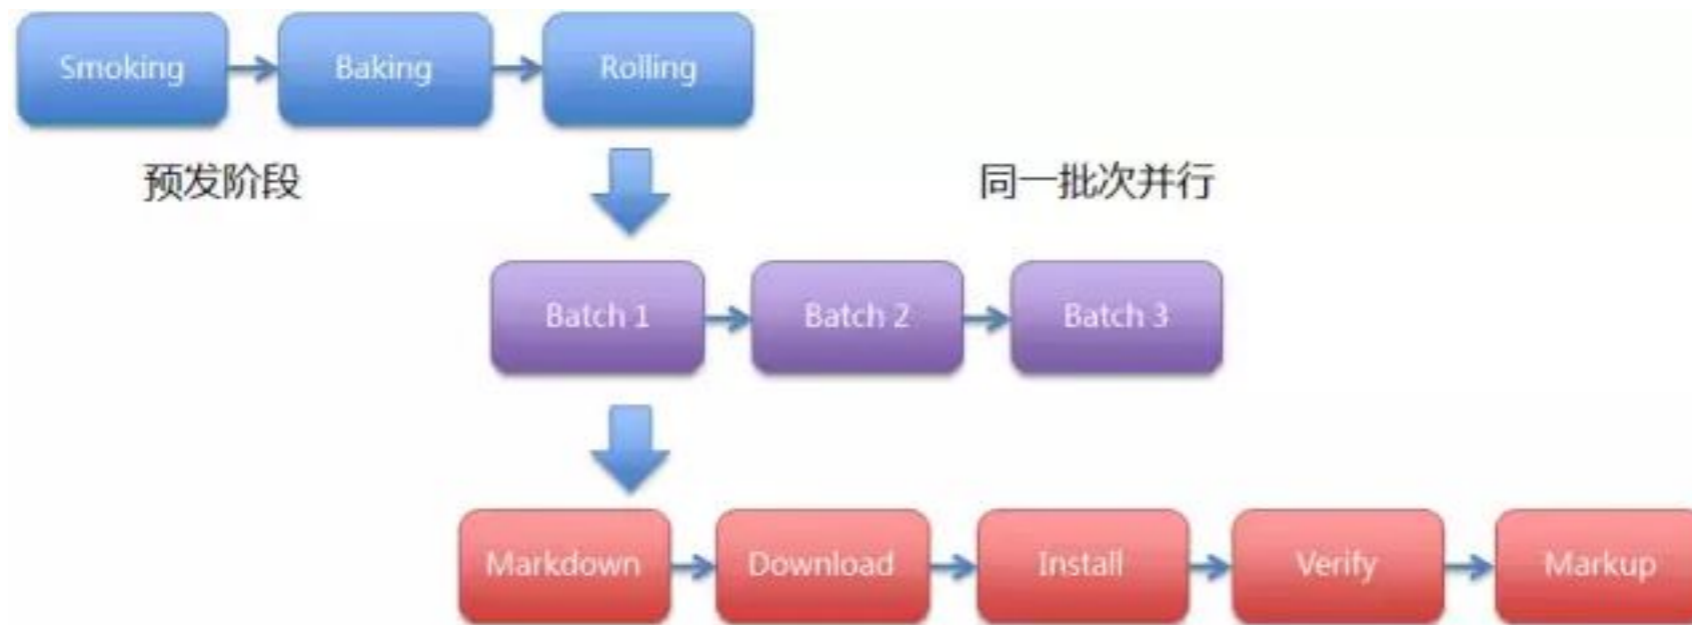 Smoking Baking Rolling
预发阶段 同一批次并行
Batch 1 Batch 2 Batch 3
Markdown Download Install Verify Markup